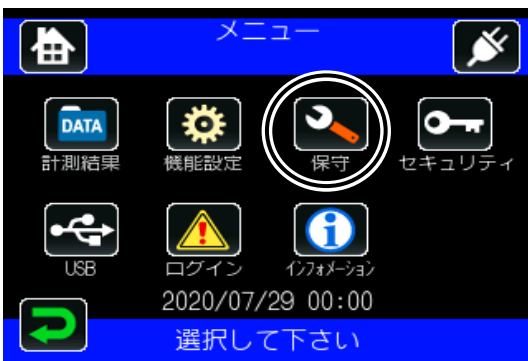 メニュー
DATA
計測結果
機能設定
保守
セキュリティ
USB
ログイン
インフォメーション
2020/07/29 00:00
選択して下さい